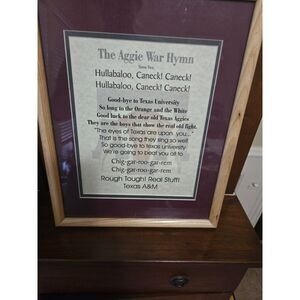 The Aggie War Hymn
Hullabaloo, Caneck! Caneck!
Hullabaloo, Caneck! Caneck!
Good-bye to Texas University
So long to the Orange and the White
Good luck to the dear old Texas Aggies
They are the boys that show the real old fight.
"The eyes of Texas are upon you..."
That is the song they sing so well
So good-bye to texas university
We're going to beat you all to
Chig-gar-roo-gar-rem
Chig-gar-roo-gar-rem
Rough Tough! Real Stuff!
Texas A&M